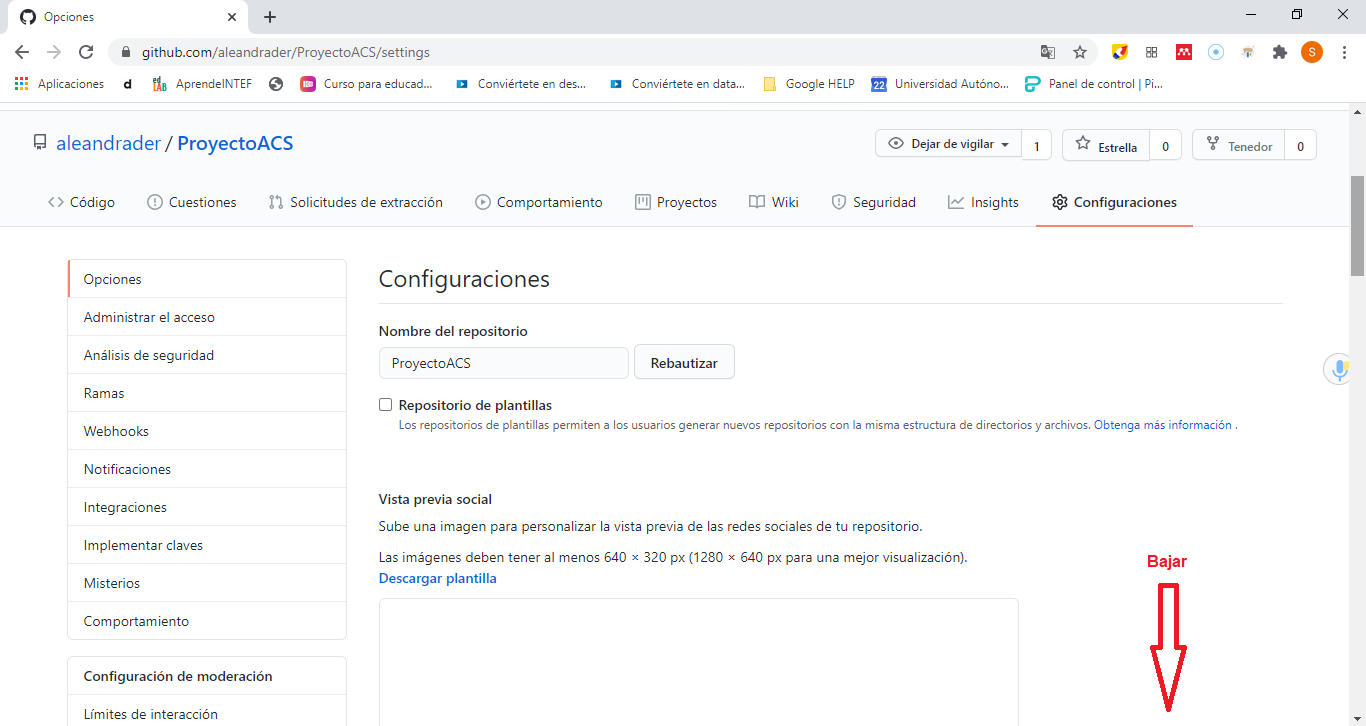 Opciones
github.com/aleandrader/ProyectoACS/settings
S
Aplicaciones d ed LAB AprendeINTEF Curso para educad... Conviértete en des... Conviértete en data... Google HELP 22 Universidad Autóno... Panel de control | Pi...
aleandrader / ProyectoACS
Dejar de vigilar 1 Estrella 0 Tenedor 0
Código Cuestiones Solicitudes de extracción Comportamiento Proyectos Wiki Seguridad Insights Configuraciones
Opciones
Administrar el acceso
Análisis de seguridad
Ramas
Webhooks
Notificaciones
Integraciones
Implementar claves
Misterios
Comportamiento
Configuración de moderación
Límites de interacción
Configuraciones
Nombre del repositorio
ProyectoACS Rebautizar
Repositorio de plantillas
Los repositorios de plantillas permiten a los usuarios generar nuevos repositorios con la misma estructura de directorios y archivos. Obtenga más información .
Vista previa social
Sube una imagen para personalizar la vista previa de las redes sociales de tu repositorio.
Las imágenes deben tener al menos 640 × 320 px (1280 × 640 px para una mejor visualización).
Descargar plantilla
Bajar